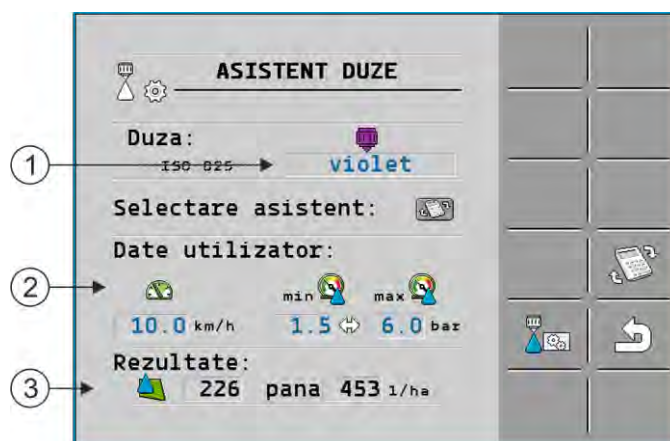 ASISTENT DUZE
Duza:
1 ISO 025 violet
Selectare asistent:
Date utilizator:
2
min max
10.0 km/h 1.5 6.0 bar
Rezultate:
3 226 pana 453 l/ha